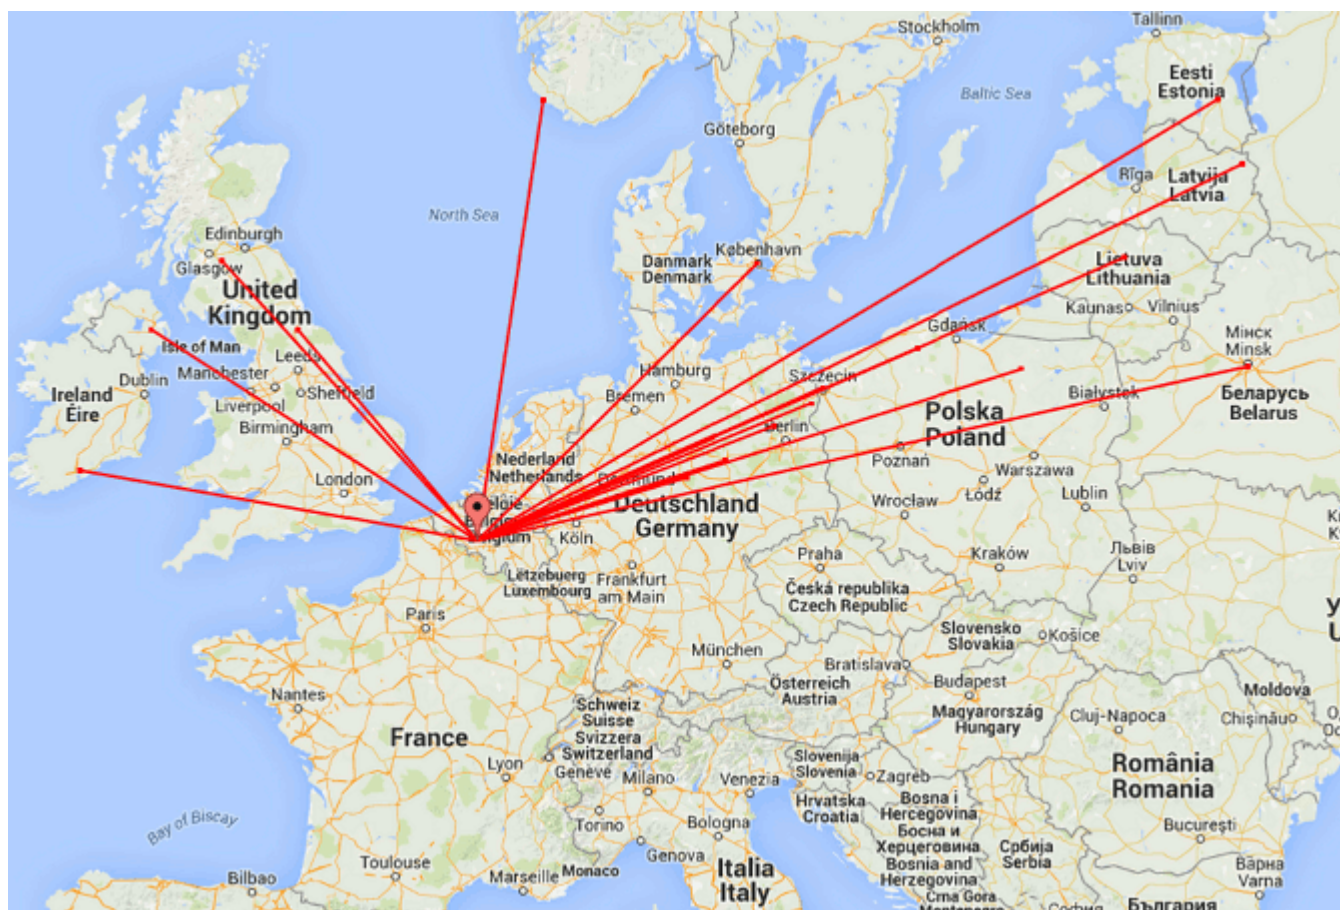 Stockholm
Tallinn
Eesti
Estonia
Baltic Sea
Göteborg
Rīga
Latvija
Latvia
North Sea
Edinburgh
Glasgow
København
Danmark
Denmark
Lietuva
Lithuania
United
Kingdom
Kaunas
Vilnius
Gdańsk
Мінск
Minsk
Isle of Man
Leeds
Manchester
Dublin
Ireland
Éire
Sheffield
Liverpool
Birmingham
Hamburg
Bremen
Szczecin
Białystok
Беларусь
Belarus
Polska
Poland
Berlin
Poznań
Warszawa
Nederland
Netherlands
London
Łódź
Lublin
Wrocław
Deutschland
Germany
Köln
Львів
Lviv
Praha
Kraków
Lëtzebuerg
Luxembourg
Frankfurt
am Main
Česká republika
Czech Republic
Paris
Slovensko
Slovakia
Košice
München
Bratislava
Österreich
Austria
Budapest
Magyarország
Hungary
Moldova
Chișinău
Cluj-Napoca
Nantes
Schweiz
Suisse
Svizzera
Switzerland
France
Lyon
Genève
Milano
Venezia
Slovenija
Slovenia
Zagreb
România
Romania
Hrvatska
Croatia
Bosna i
Hercegovina
Босна и
Херцеговина
Bosnia and
Herzegovina
Србија
Serbia
București
Bay of Biscay
Torino
Bologna
Genova
Toulouse
Marseille
Monaco
Bilbao
Italia
Italy
Варна
Varna
Crna Gora
България